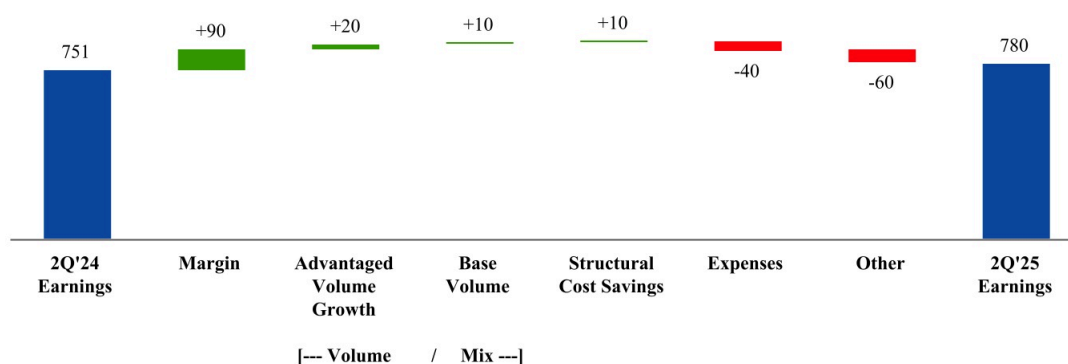 751
+90
+20
+10
+10
-40
-60
780
2Q'24
Earnings
Margin
Advantaged
Volume
Growth
Base
Volume
Structural
Cost Savings
Expenses
Other
2Q'25
Earnings
[--- Volume / Mix ---]